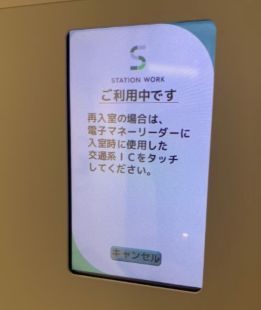 S
STATION WORK
ご利用中です
再入室の場合は、
電子マネーリーダーに
入室時に使用した
交通系ICをタッチ
してください。
キャンセル